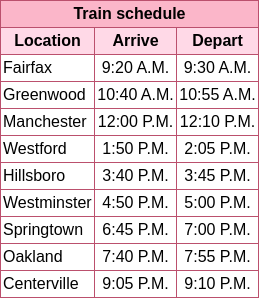 Train schedule
Location Arrive Depart
Fairfax 9:20 A.M. 9:30 A.M.
Greenwood 10:40 A.M. 10:55 A.M.
Manchester 12:00 P.M. 12:10 P.M.
Westford 1:50 P.M. 2:05 P.M.
Hillsboro 3:40 P.M. 3:45 P.M.
Westminster 4:50 P.M. 5:00 P.M.
Springtown 6:45 P.M. 7:00 P.M.
Oakland 7:40 P.M. 7:55 P.M.
Centerville 9:05 P.M. 9:10 P.M.